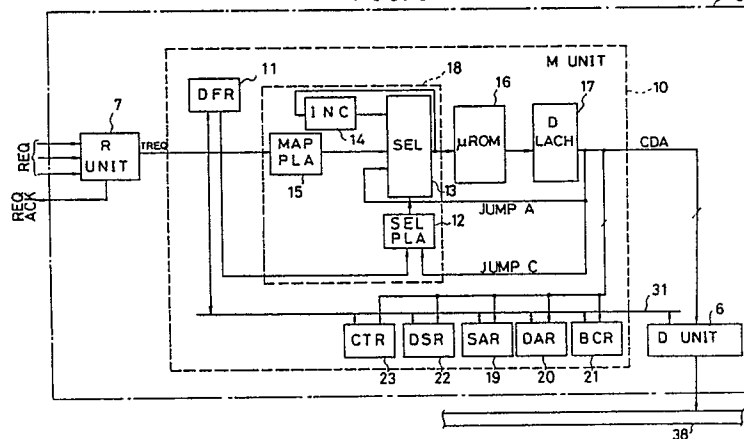 11
DFR
18
M UNIT
16
17
10
7
R
UNIT
REQ
REQ
ACK
TREQ
INC
14
MAP
PLA
15
SEL
13
μROM
D
LACH
CDA
JUMP A
SEL
PLA
12
JUMP C
31
6
CTR
23
DSR
22
SAR
19
DAR
20
BCR
21
D UNIT
38